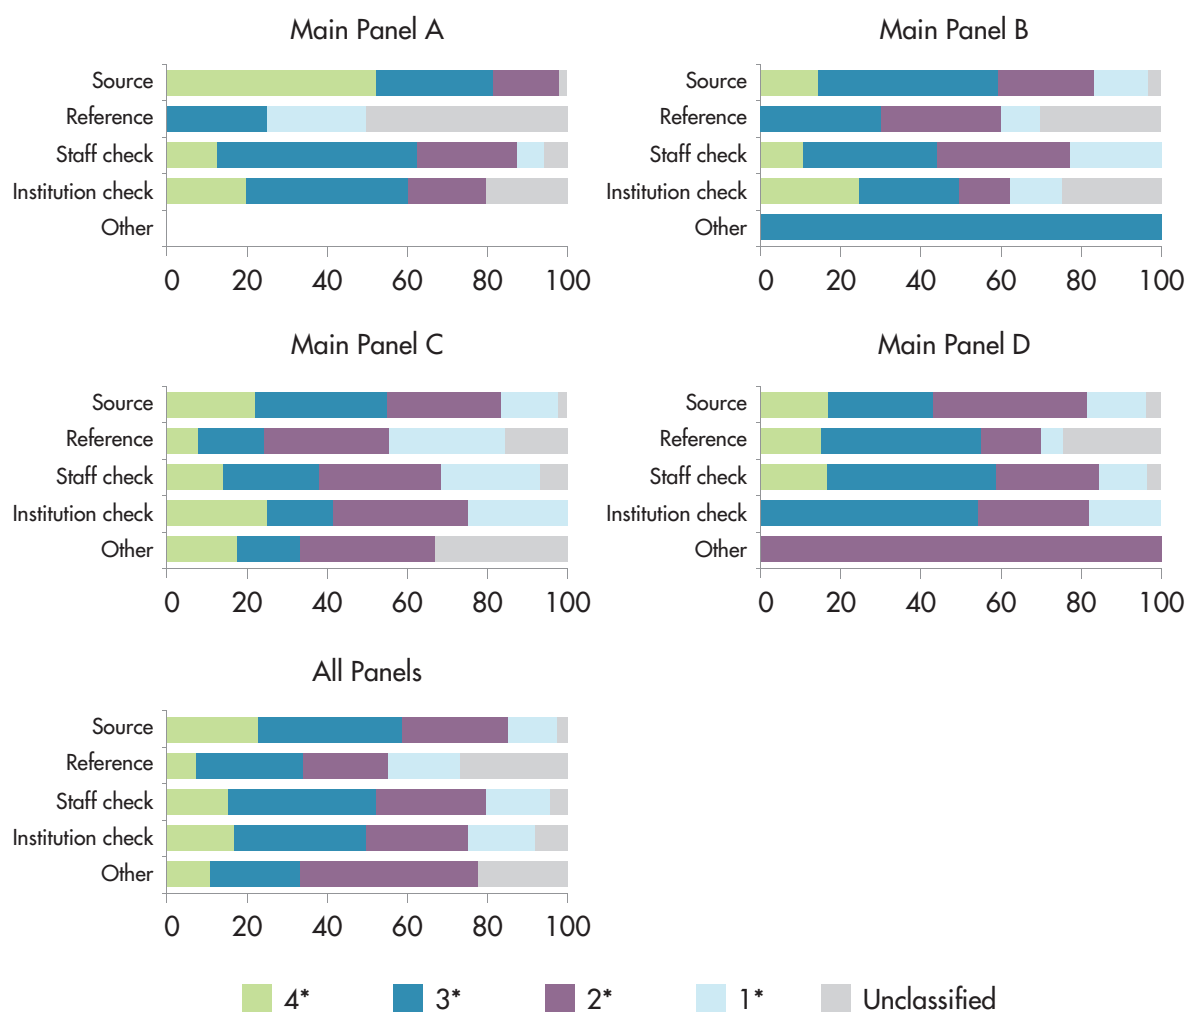 Main Panel A
Source
Reference
Staff check
Institution check
Other
0 20 40 60 80 100
Main Panel B
Source
Reference
Staff check
Institution check
Other
0 20 40 60 80 100
Main Panel C
Source
Reference
Staff check
Institution check
Other
0 20 40 60 80 100
Main Panel D
Source
Reference
Staff check
Institution check
Other
0 20 40 60 80 100
All Panels
Source
Reference
Staff check
Institution check
Other
0 20 40 60 80 100
4* 3* 2* 1* Unclassified